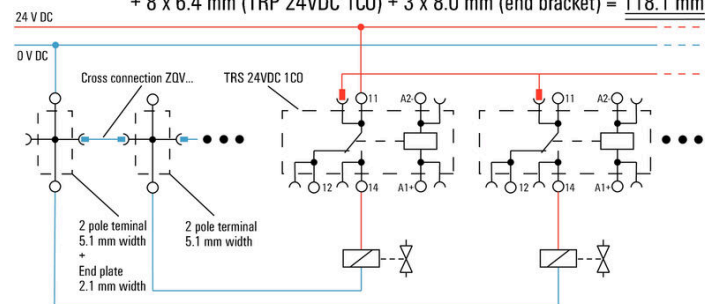 + 8 x 6.4 mm (TRP 24VDC 1CO) + 3 x 8.0 mm (end bracket) = 118.1 mm
24 V DC
0 V DC
Cross connection ZQV...
TRS 24VDC 1CO
11
A2-
11
A2-
12
14
A1+
12
14
A1+
2 pole teminal
5.1 mm width
+
End plate
2.1 mm width
2 pole terminal
5.1 mm width